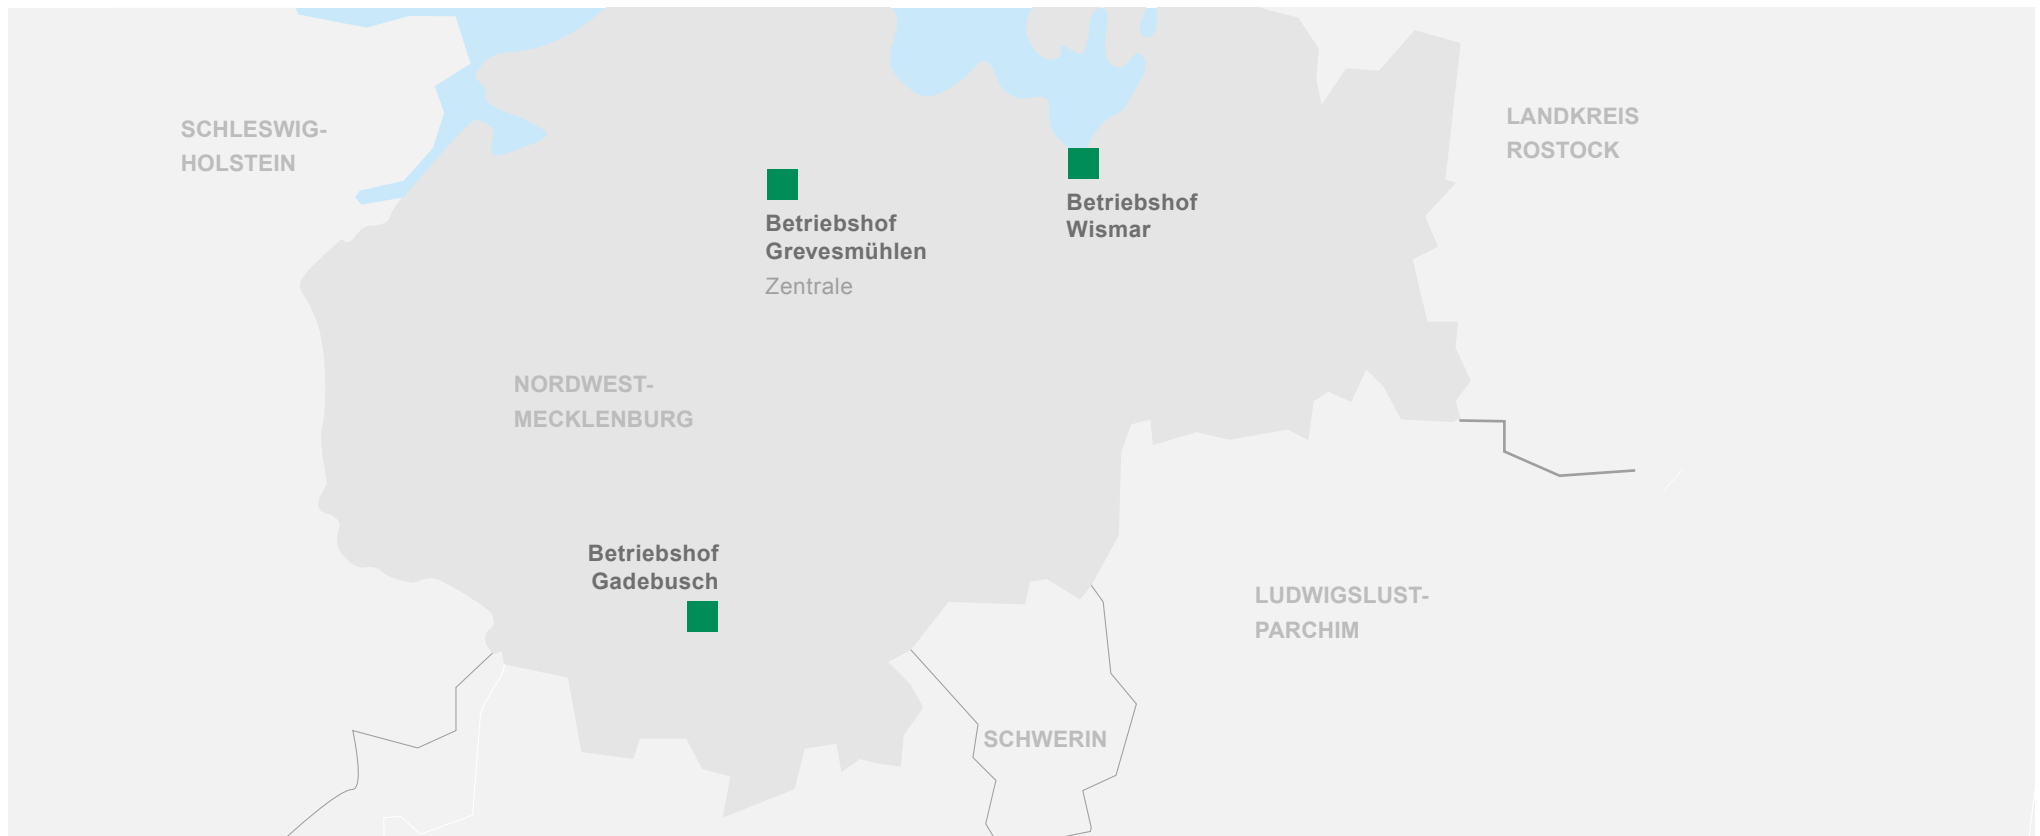 SCHLESWIG-
HOLSTEIN
LANDKREIS
ROSTOCK
Betriebshof
Wismar
Betriebshof
Grevesmühlen
Zentrale
NORDWEST-
MECKLENBURG
Betriebshof
Gadebusch
LUDWIGSLUST-
PARCHIM
SCHWERIN